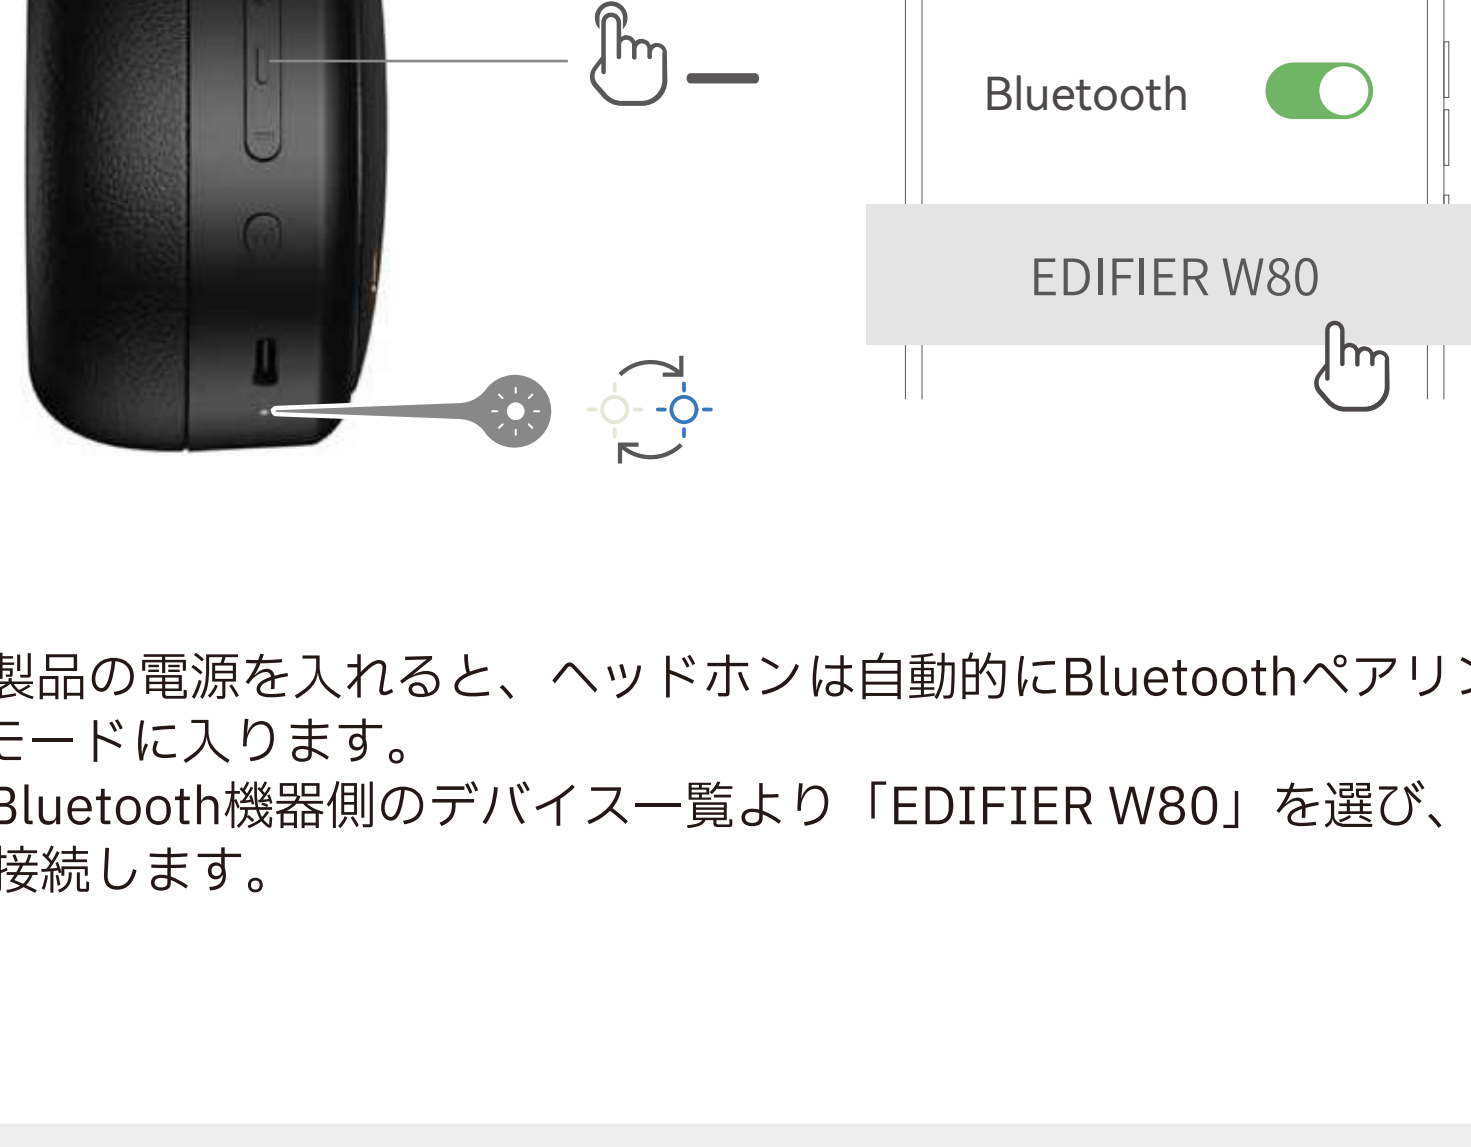 Bluetooth
EDIFIER W80
製品の電源を入れると、ヘッドホンは自動的にBluetoothペアリン
モードに入ります。
Bluetooth機器側のデバイス一覧より「EDIFIER W80」を選び、
接続します。